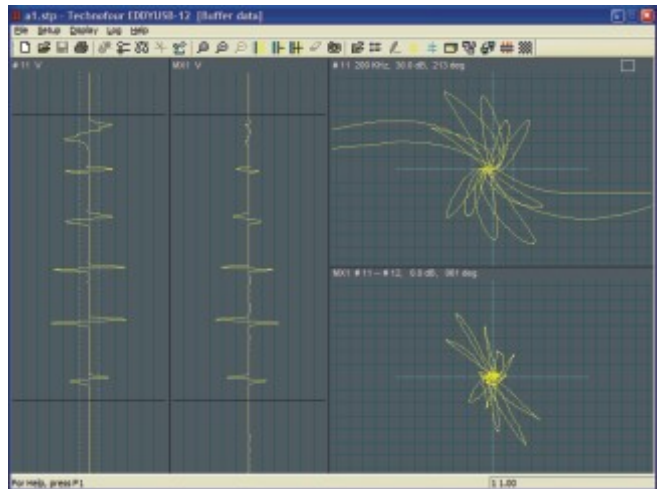 a1.stp - Technofour EDDYUSB-12 [Buffer data]
File Setup Display Log Help
#11 V
MX1 V
#11 200 KHz, 30.0 dB, 213 deg
MX1 #11—#12, 0.0 dB, 001 deg
For Help, press F1
1 1.00